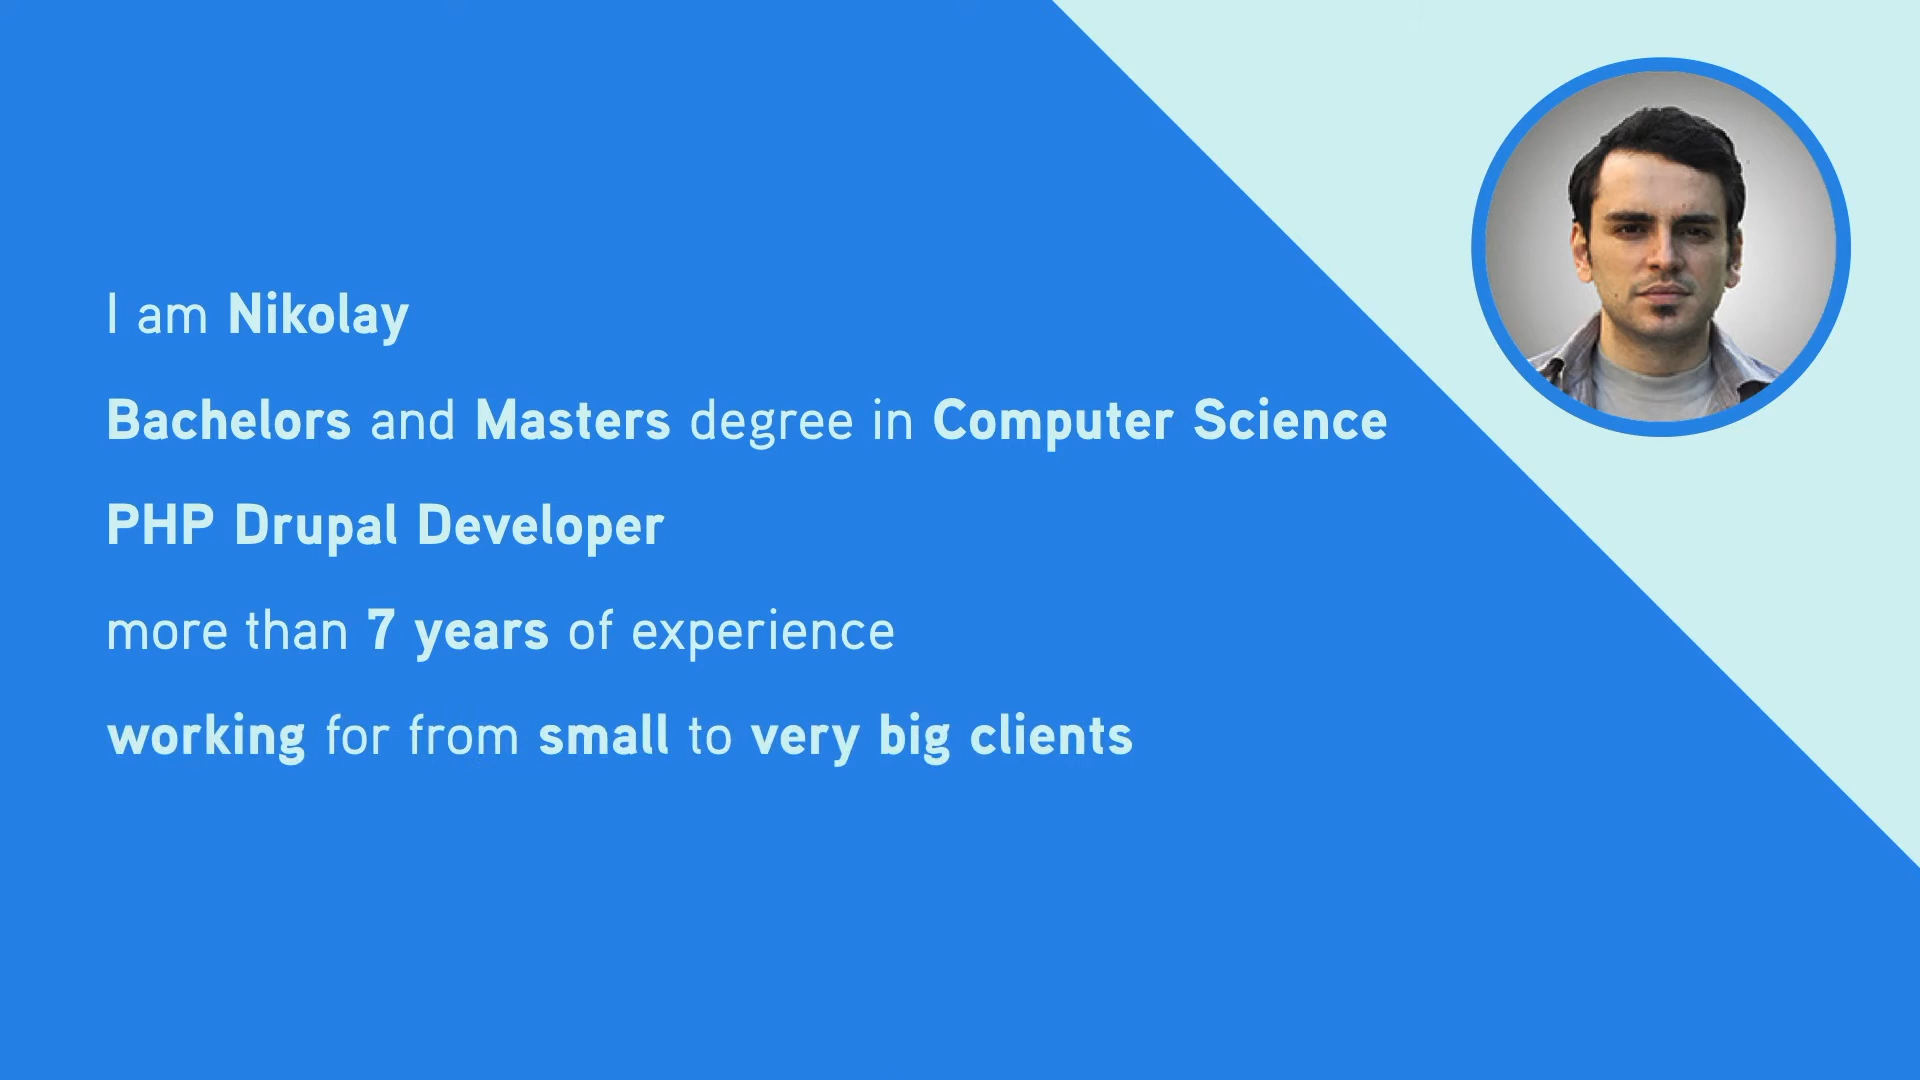 I am Nikolay
Bachelors and Masters degree in Computer Science
PHP Drupal Developer
more than 7 years of experience
working for from small to very big clients